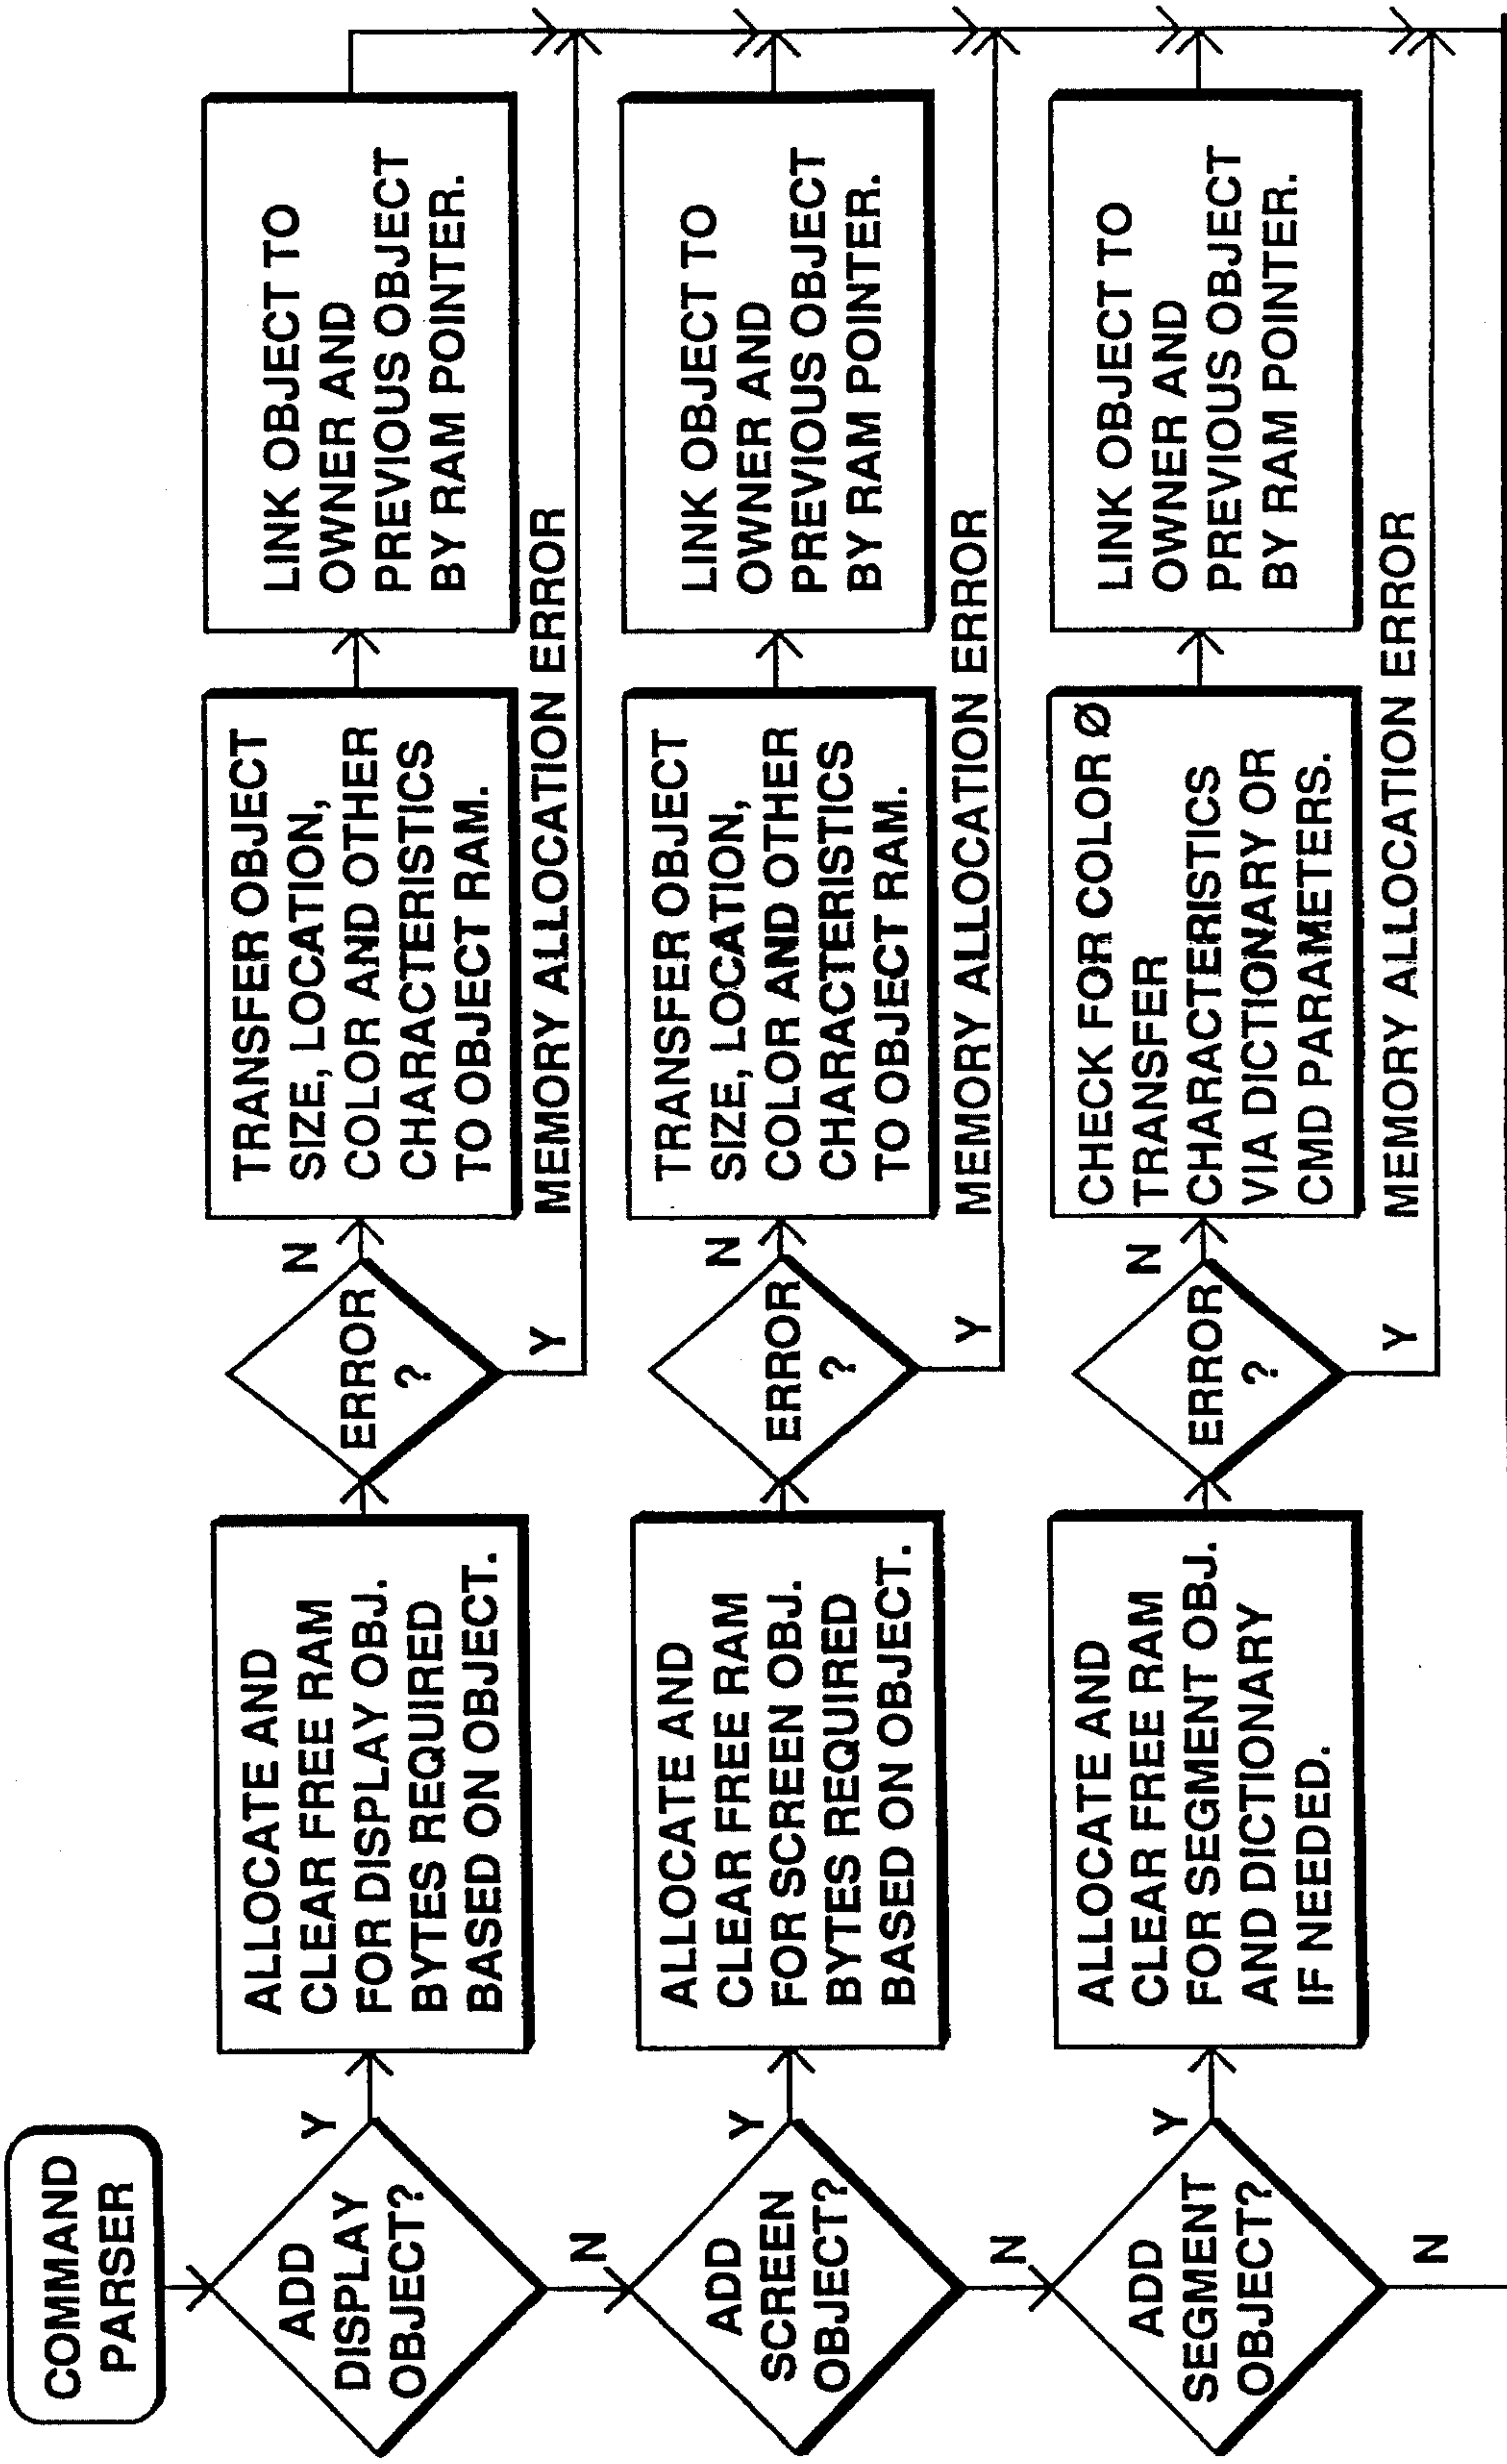 COMMAND
PARSER
ADD
DISPLAY
OBJECT?
Y
N
ALLOCATE AND
CLEAR FREE RAM
FOR DISPLAY OBJ.
BYTES REQUIRED
BASED ON OBJECT.
ERROR
?
N
Y
TRANSFER OBJECT
SIZE, LOCATION,
COLOR AND OTHER
CHARACTERISTICS
TO OBJECT RAM.
MEMORY ALLOCATION ERROR
LINK OBJECT TO
OWNER AND
PREVIOUS OBJECT
BY RAM POINTER.
ADD
SCREEN
OBJECT?
Y
N
ALLOCATE AND
CLEAR FREE RAM
FOR SCREEN OBJ.
BYTES REQUIRED
BASED ON OBJECT.
ERROR
?
N
Y
TRANSFER OBJECT
SIZE, LOCATION,
COLOR AND OTHER
CHARACTERISTICS
TO OBJECT RAM.
MEMORY ALLOCATION ERROR
LINK OBJECT TO
OWNER AND
PREVIOUS OBJECT
BY RAM POINTER.
ADD
SEGMENT
OBJECT?
Y
N
ALLOCATE AND
CLEAR FREE RAM
FOR SEGMENT OBJ.
AND DICTIONARY
IF NEEDED.
ERROR
?
N
Y
CHECK FOR COLOR Ø
TRANSFER
CHARACTERISTICS
VIA DICTIONARY OR
CMD PARAMETERS.
MEMORY ALLOCATION ERROR
LINK OBJECT TO
OWNER AND
PREVIOUS OBJECT
BY RAM POINTER.